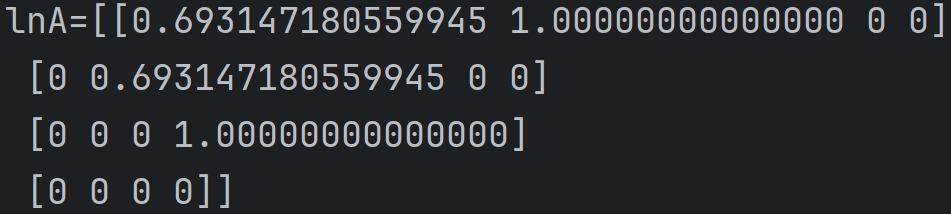 lnA=[[0.693147180559945 1.00000000000000 0 0]
[0 0.693147180559945 0 0]
[0 0 0 1.00000000000000]
[0 0 0 0]]